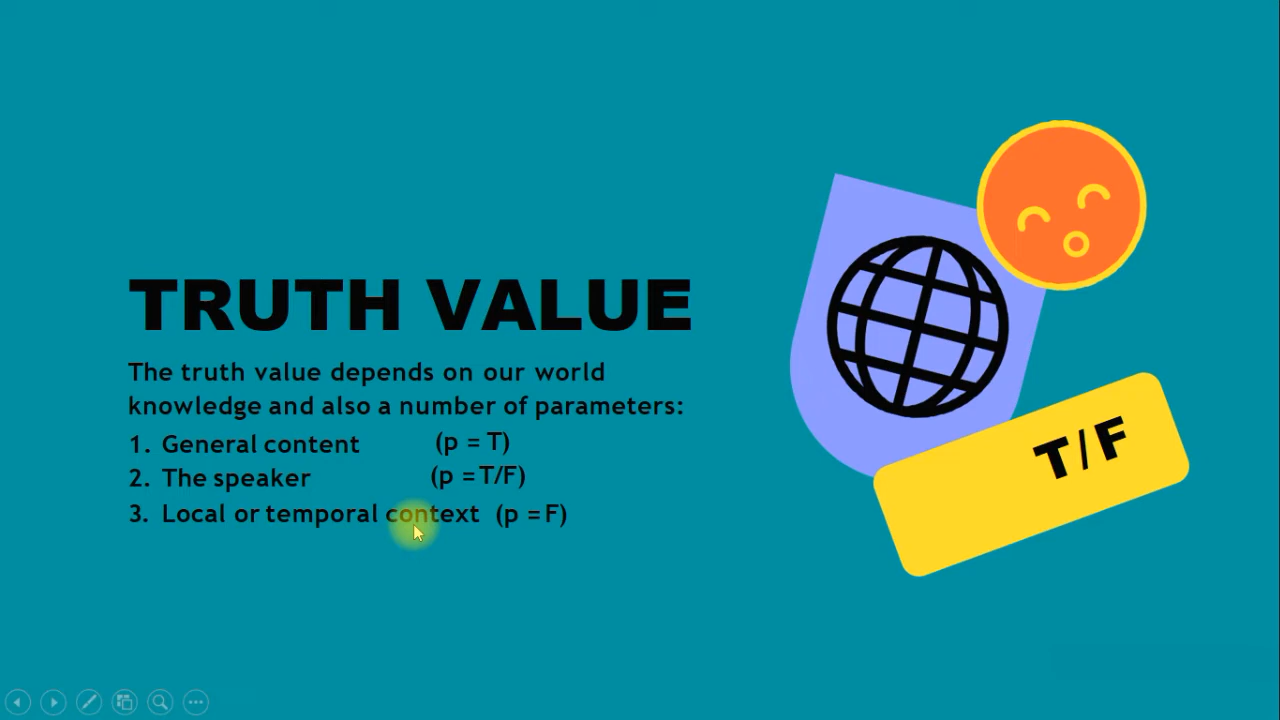 TRUTH VALUE
The truth value depends on our world
knowledge and also a number of parameters:
1. General content (p = T)
2. The speaker (p = T/F)
3. Local or temporal context (p = F)
T/F